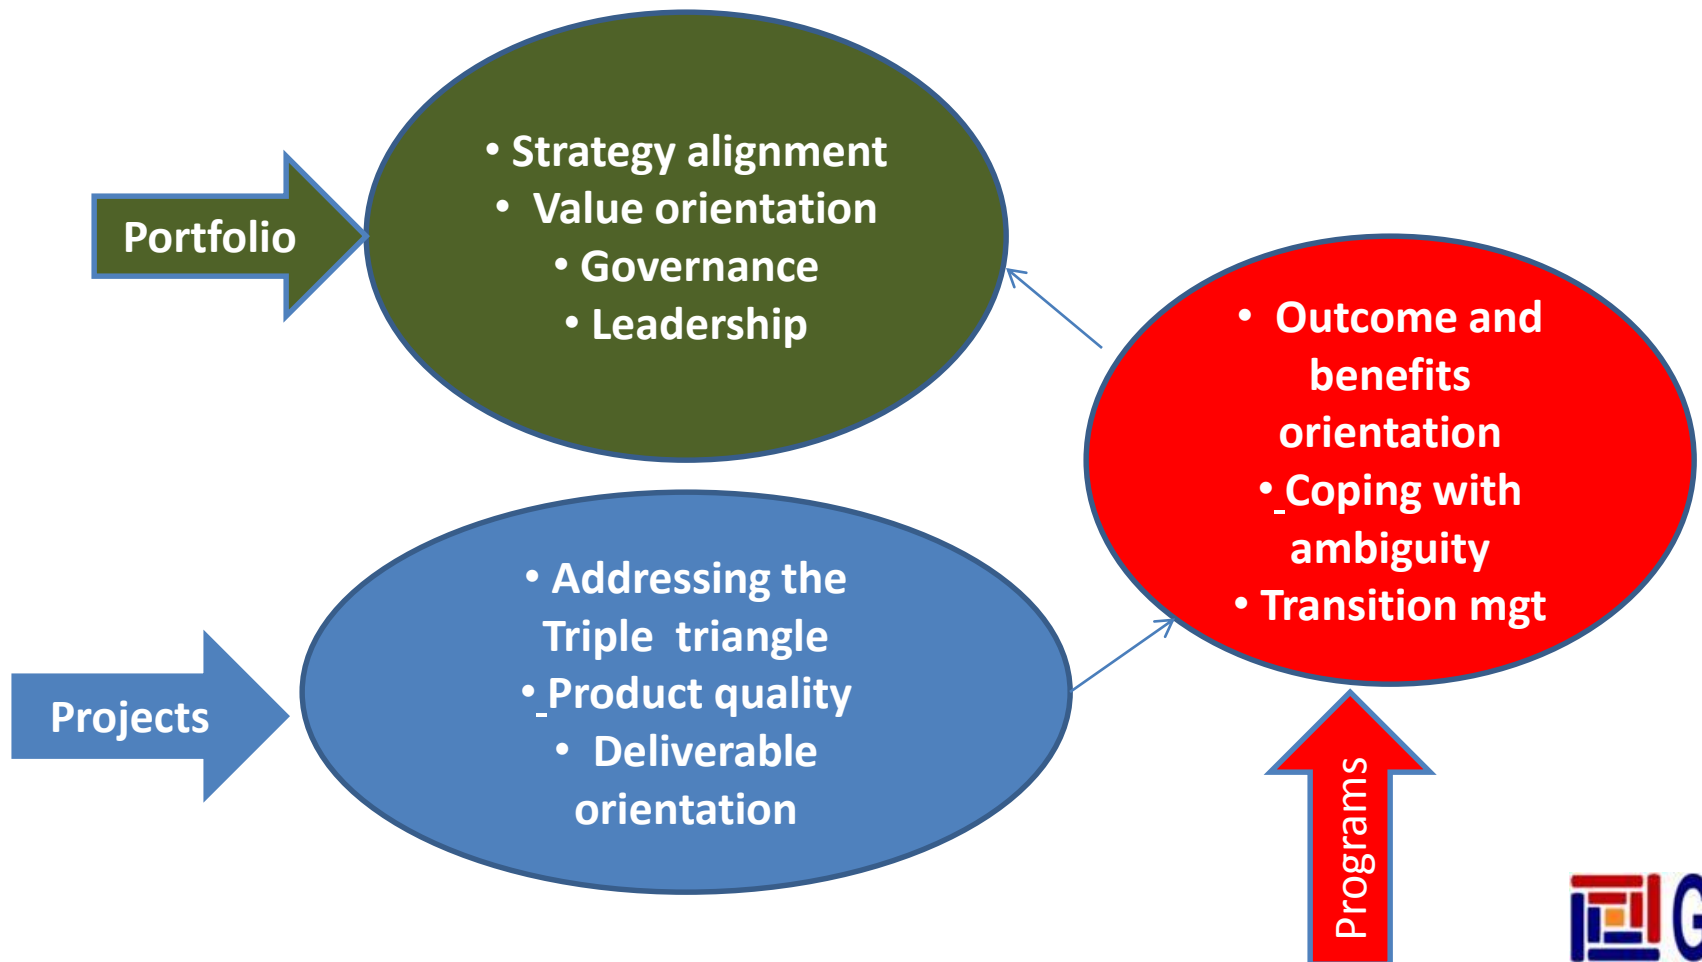 Portfolio
• Strategy alignment
• Value orientation
• Governance
• Leadership
• Outcome and
benefits
orientation
• Coping with
ambiguity
• Transition mgt
Projects
• Addressing the
Triple triangle
• Product quality
• Deliverable
orientation
Programs
G